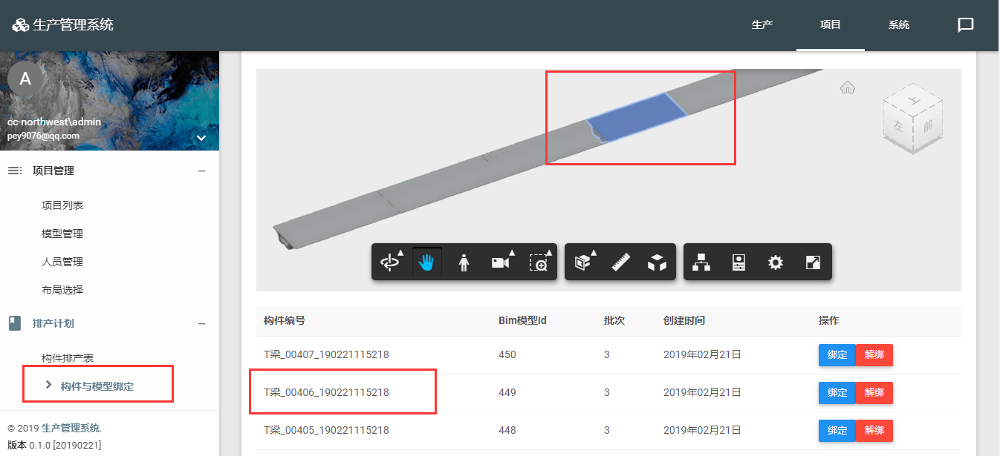 生产管理系统
生产 项目 系统
A
cc-northwest\admin
pey9076@qq.com
项目管理
项目列表
模型管理
人员管理
布局选择
排产计划
构件排产表
构件与模型绑定
© 2019 生产管理系统.
版本 0.1.0 [20190221]
上
左 前
构件编号 Bim模型Id 批次 创建时间 操作
T梁_00407_190221115218 450 3 2019年02月21日 绑定 解绑
T梁_00406_190221115218 449 3 2019年02月21日 绑定 解绑
T梁_00405_190221115218 448 3 2019年02月21日 绑定 解绑